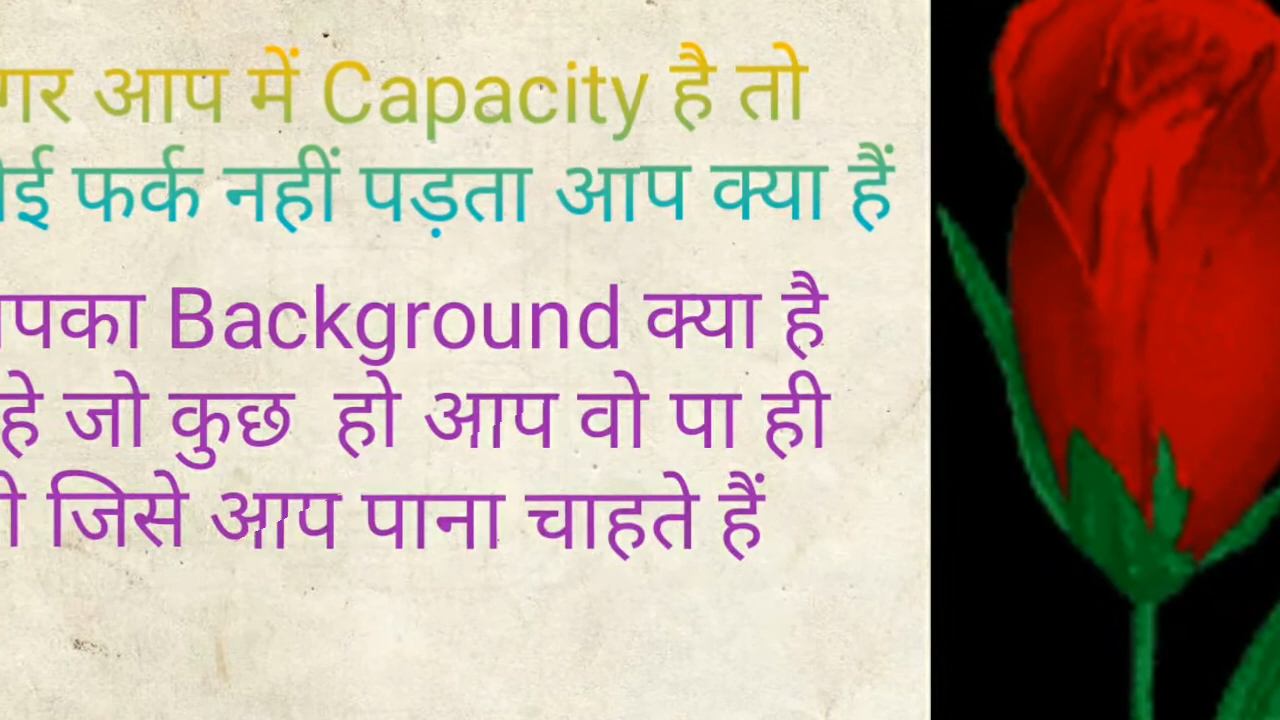 गर आप में Capacity है तो
ई फर्क नहीं पड़ता आप क्या हैं
पका Background क्या है
हे जो कुछ हो आप वो पा ही
जिसे आप पाना चाहते हैं